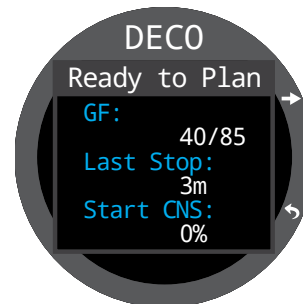 DECO
Ready to Plan
GF:
40/85
Last Stop:
3m
Start CNS:
0%